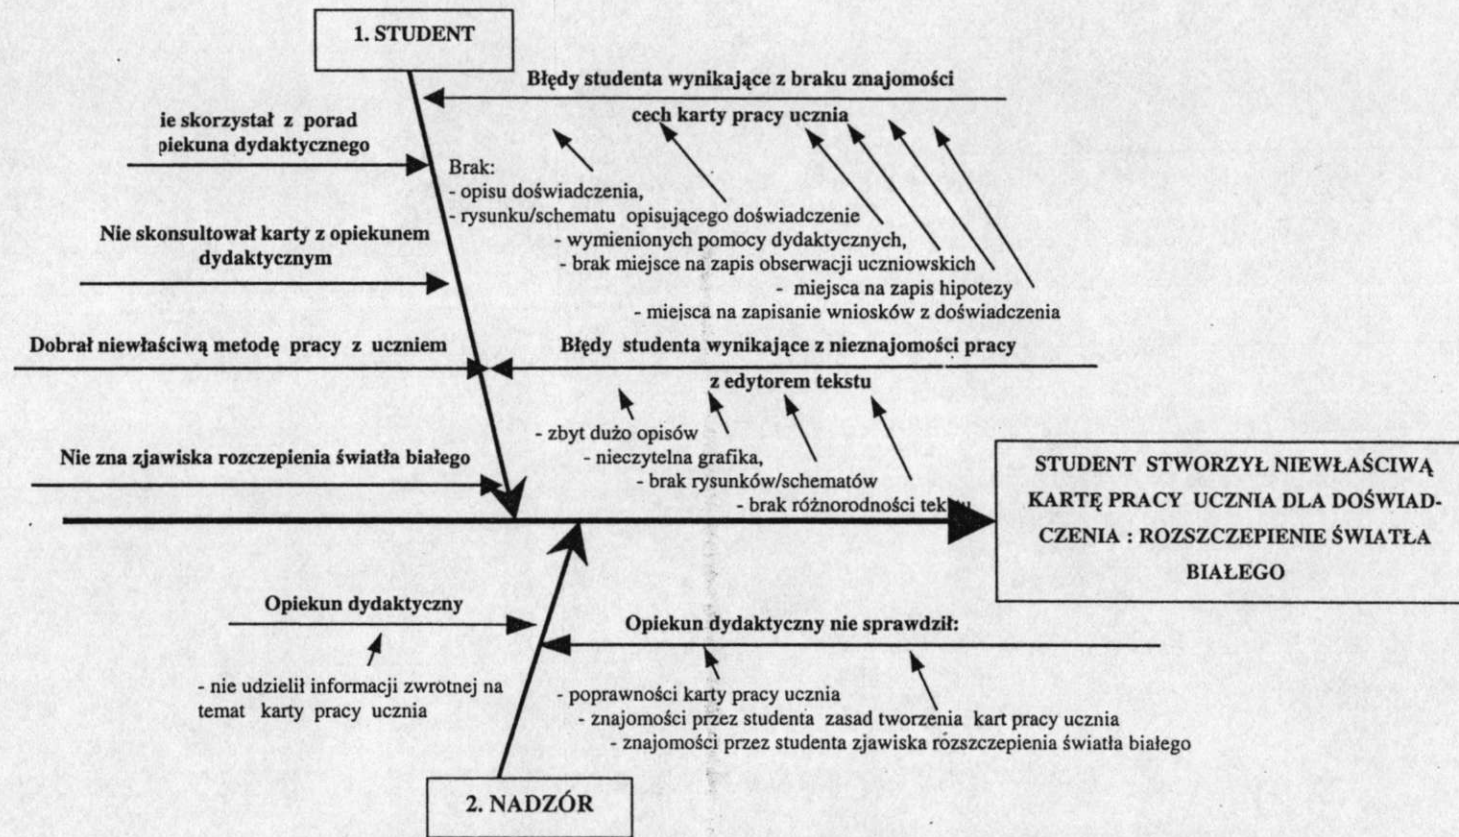 1. STUDENT
Błędy studenta wynikające z braku znajomości
cech karty pracy ucznia
ie skorzystał z porad
piekuna dydaktycznego
Brak:
- opisu doświadczenia,
- rysunku/schematu opisującego doświadczenie
- wymienionych pomocy dydaktycznych,
- brak miejsce na zapis obserwacji uczniowskich
- miejsca na zapis hipotezy
- miejsca na zapisanie wniosków z doświadczenia
Nie skonsultował karty z opiekunem
dydaktycznym
Dobrał niewłaściwą metodę pracy z uczniem
Błędy studenta wynikające z nieznajomości pracy
z edytorem tekstu
- zbyt dużo opisów
- nieczytelna grafika,
- brak rysunków/schematów
- brak różnorodności tekstu
Nie zna zjawiska rozczepienia światła białego
STUDENT STWORZYŁ NIEWŁAŚCIWĄ
KARTĘ PRACY UCZNIA DLA DOŚWIAD-
CZENIA : ROZSZCZEPIENIE ŚWIATŁA
BIAŁEGO
Opiekun dydaktyczny
- nie udzielił informacji zwrotnej na
temat karty pracy ucznia
Opiekun dydaktyczny nie sprawdził:
- poprawności karty pracy ucznia
- znajomości przez studenta zasad tworzenia kart pracy ucznia
- znajomości przez studenta zjawiska rozszczepienia światła białego
2. NADZÓR